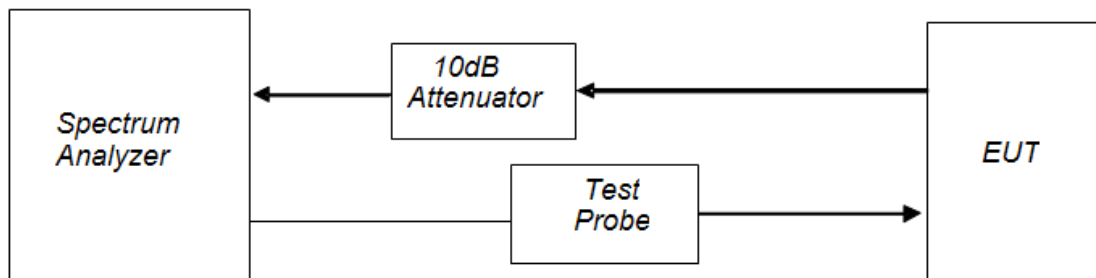 10dB
Attenuator
Spectrum
Analyzer
EUT
Test
Probe